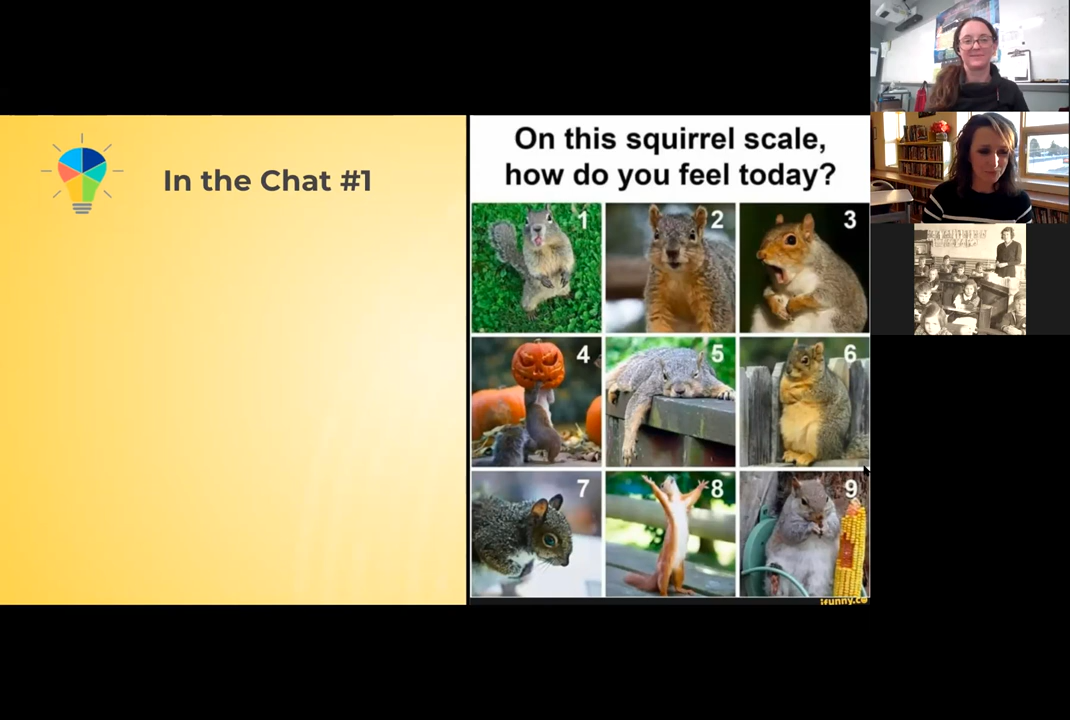 In the Chat #1
On this squirrel scale,
how do you feel today?
1
2
3
4
5
6
7
8
9
ifunny.co